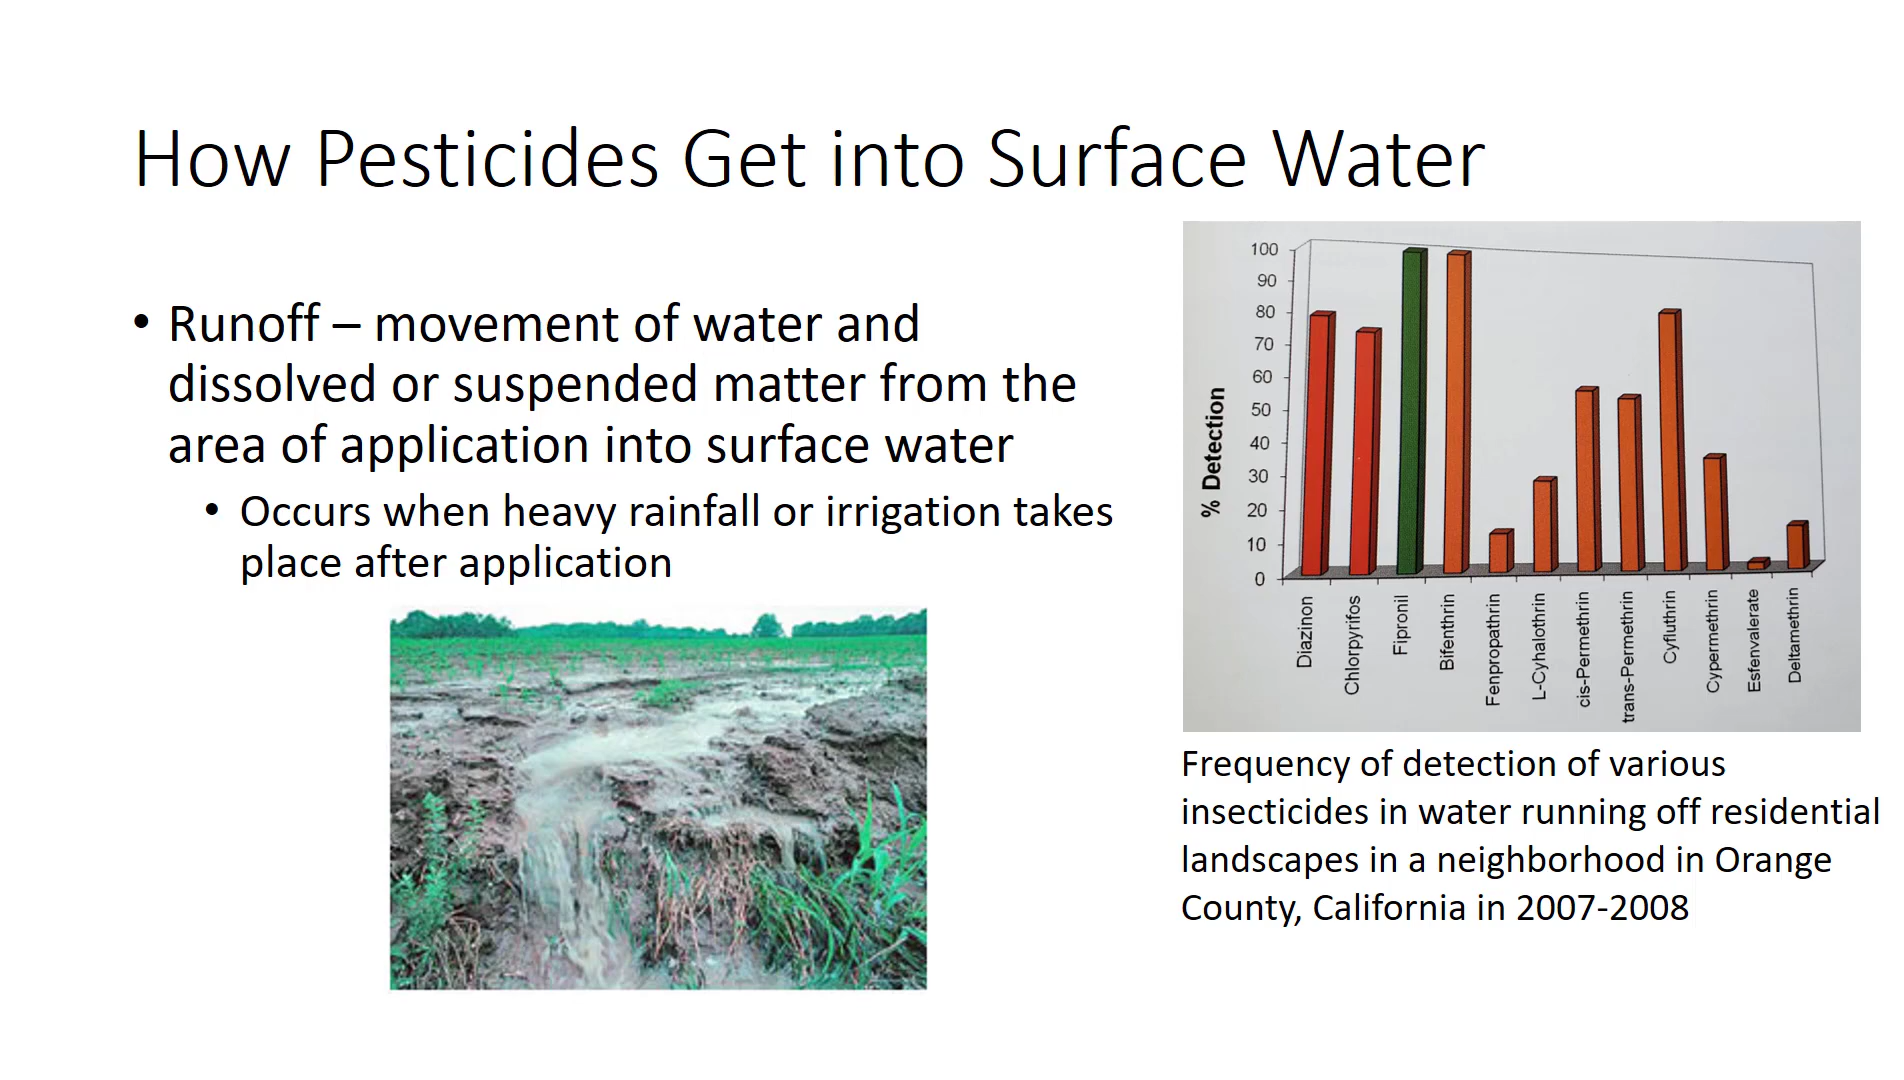 How Pesticides Get into Surface Water
• Runoff – movement of water and
dissolved or suspended matter from the
area of application into surface water
• Occurs when heavy rainfall or irrigation takes
place after application
% Detection
100
90
80
70
60
50
40
30
20
10
0
Diazinon
Chlorpyrifos
Fipronil
Bifenthrin
Fenpropathrin
L-Cyhalothrin
cis-Permethrin
trans-Permethrin
Cyfluthrin
Cypermethrin
Esfenvalerate
Deltamethrin
Frequency of detection of various
insecticides in water running off residential
landscapes in a neighborhood in Orange
County, California in 2007-2008